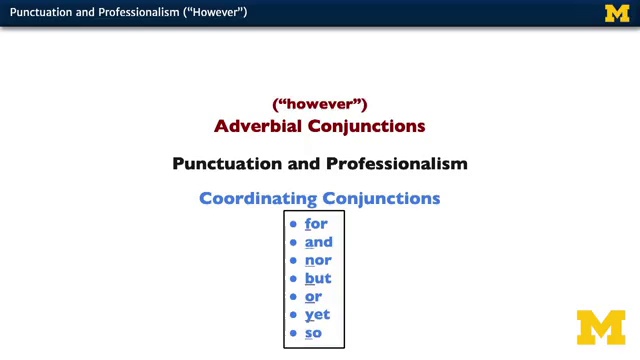 Punctuation and Professionalism (“However”)
M
(“however”)
Adverbial Conjunctions
Punctuation and Professionalism
Coordinating Conjunctions
• for
• and
• nor
• but
• or
• yet
• so
M